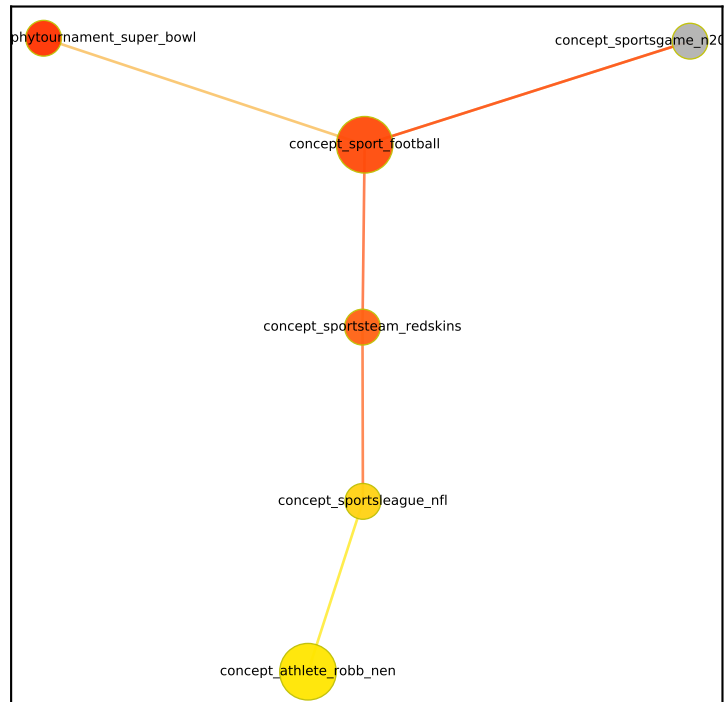 phytournament_super_bowl
concept_sportsgame_n20
concept_sport_football
concept_sportsteam_redskins
concept_sportsleague_nfl
concept_athlete_robb_nen